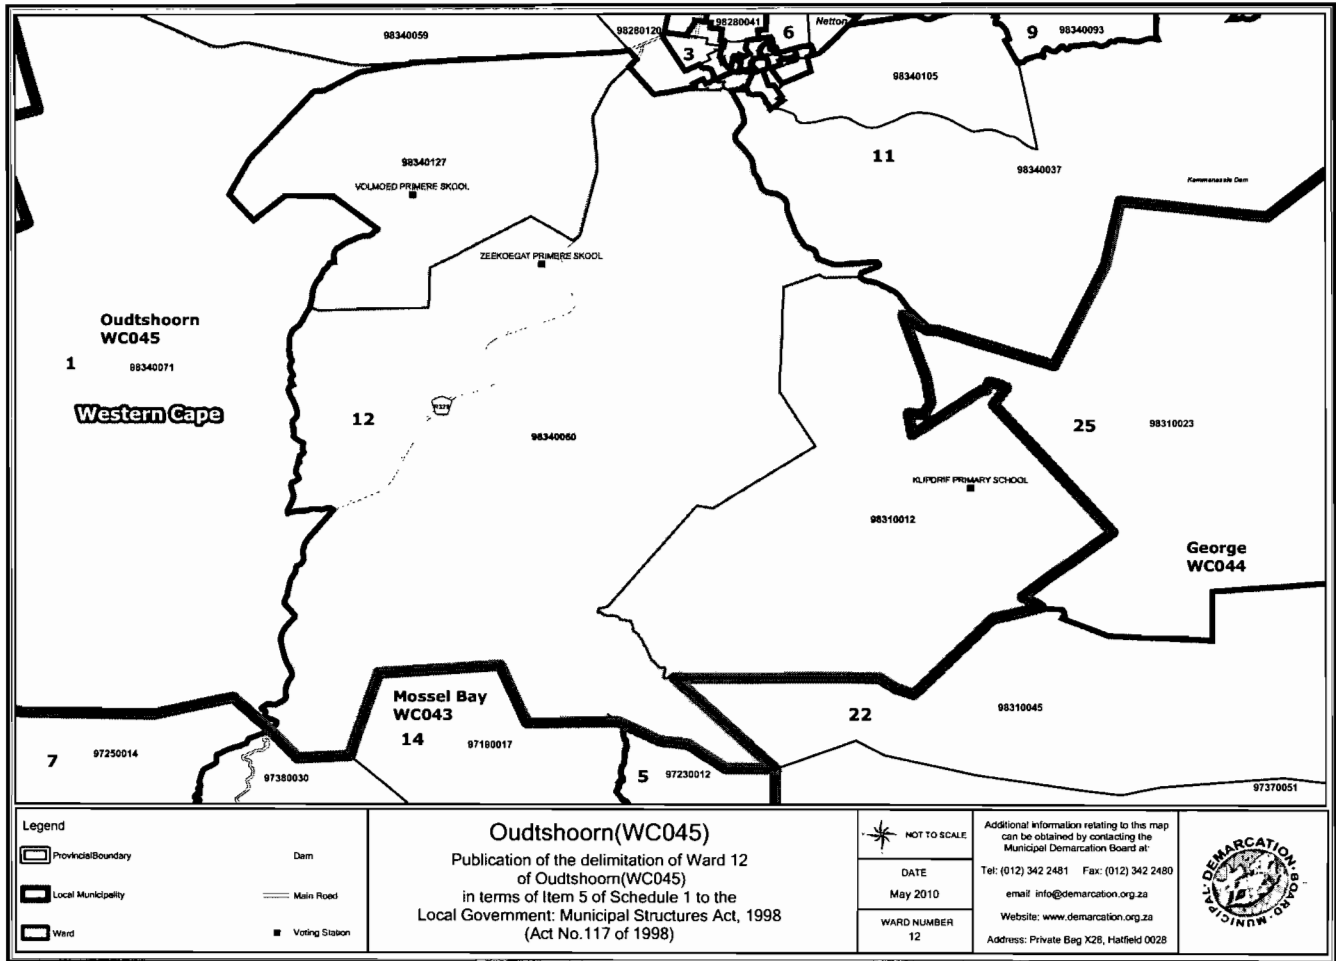 98340059
98280120
98280041
3
6
Netton
9
98340093
98340105
11
98340037
Kammanassie Dam
98340127
VOLMOED PRIMERE SKOOL
ZEEKOEGAT PRIMERE SKOOL
Oudtshoorn
WC045
1
98340071
Western Cape
12
R328
98340060
25
98310023
KLIPDRIF PRIMARY SCHOOL
98310012
George
WC044
Mossel Bay
WC043
14
97180017
22
98310045
7
97250014
97380030
5
97230012
97370051
Legend
ProvincialBoundary
Local Municipality
Ward
Dam
Main Road
Voting Station
Oudtshoorn(WC045)
Publication of the delimitation of Ward 12
of Oudtshoorn(WC045)
in terms of Item 5 of Schedule 1 to the
Local Government: Municipal Structures Act, 1998
(Act No.117 of 1998)
NOT TO SCALE
DATE
May 2010
WARD NUMBER
12
Additional information relating to this map
can be obtained by contacting the
Municipal Demarcation Board at:
Tel: (012) 342 2481 Fax: (012) 342 2480
email info@demarcation.org.za
Website: www.demarcation.org.za
Address: Private Bag X28, Hatfield 0028
MUNICIPAL DEMARCATION BOARD